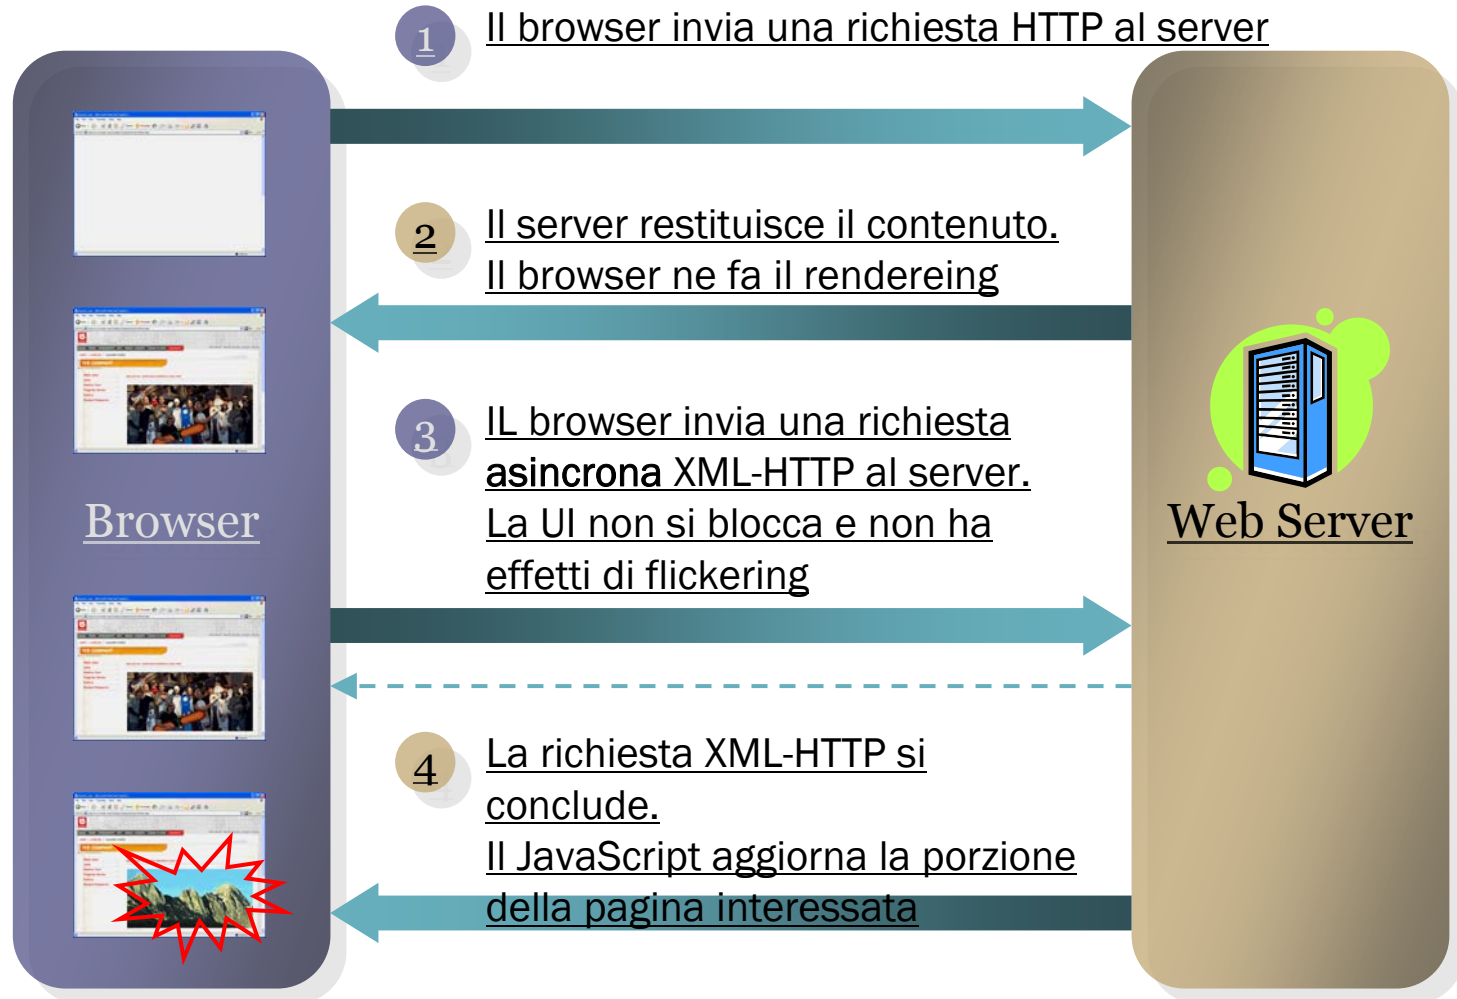 1
Il browser invia una richiesta HTTP al server
2
Il server restituisce il contenuto.
Il browser ne fa il rendereing
3
IL browser invia una richiesta
asincrona XML-HTTP al server.
La UI non si blocca e non ha
effetti di flickering
Browser
Web Server
4
La richiesta XML-HTTP si
conclude.
Il JavaScript aggiorna la porzione
della pagina interessata